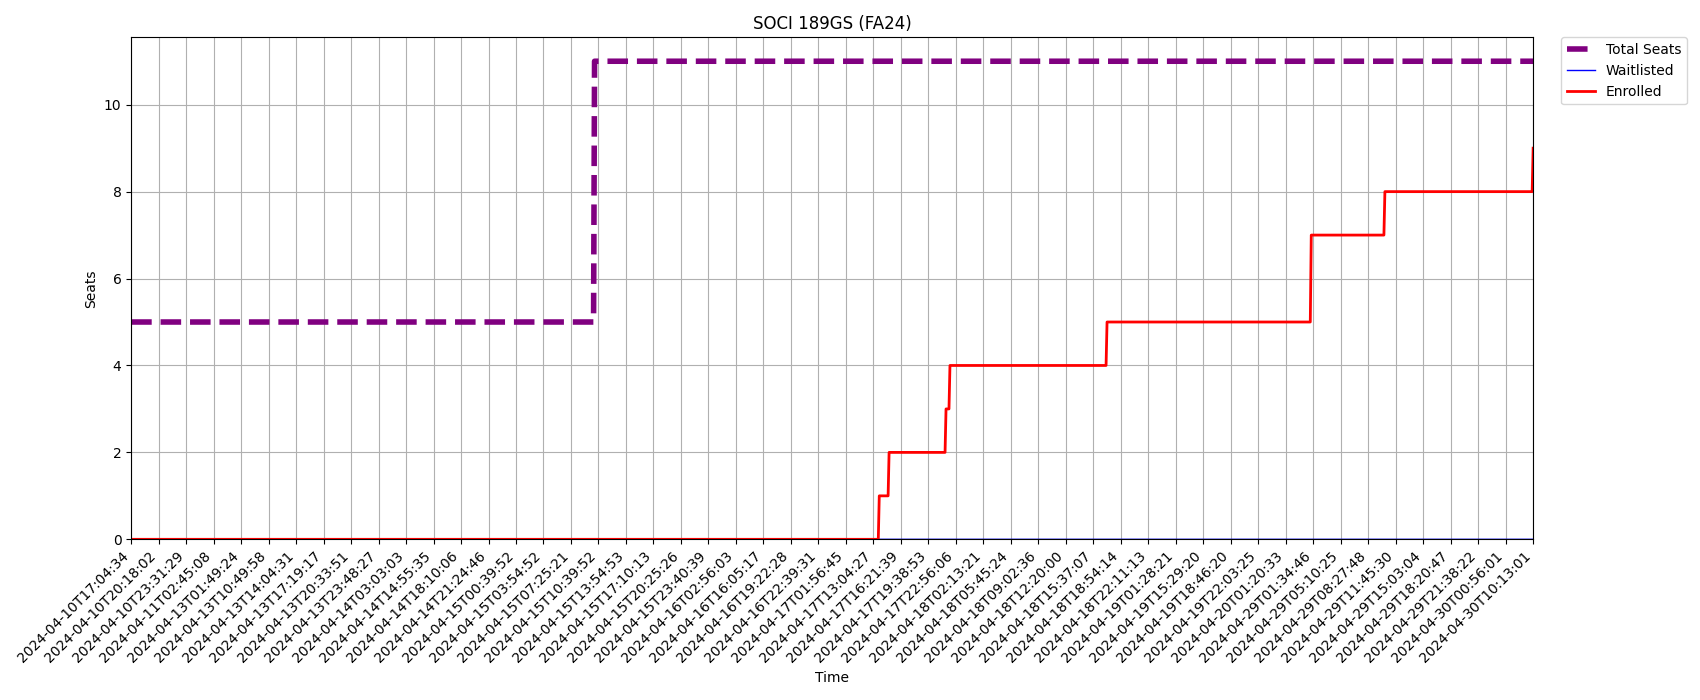 SOCI 189GS (FA24)
Total Seats
Waitlisted
Enrolled
Seats
10
8
6
4
2
0
2024-04-10T17:04:34
2024-04-10T20:18:02
2024-04-10T23:31:29
2024-04-11T02:45:08
2024-04-13T01:49:24
2024-04-13T10:49:58
2024-04-13T14:04:31
2024-04-13T17:19:17
2024-04-13T20:33:51
2024-04-13T23:48:27
2024-04-14T03:03:03
2024-04-14T14:55:35
2024-04-14T18:10:06
2024-04-14T21:24:46
2024-04-15T00:39:52
2024-04-15T03:54:52
2024-04-15T07:25:21
2024-04-15T10:39:52
2024-04-15T13:54:53
2024-04-15T17:10:13
2024-04-15T20:25:26
2024-04-15T23:40:39
2024-04-16T02:56:03
2024-04-16T16:05:17
2024-04-16T19:22:28
2024-04-16T22:39:31
2024-04-17T01:56:45
2024-04-17T13:04:27
2024-04-17T16:21:39
2024-04-17T19:38:53
2024-04-17T22:56:06
2024-04-18T02:13:21
2024-04-18T05:45:24
2024-04-18T09:02:36
2024-04-18T12:20:00
2024-04-18T15:37:07
2024-04-18T18:54:14
2024-04-18T22:11:13
2024-04-19T01:28:21
2024-04-19T15:29:20
2024-04-19T18:46:20
2024-04-19T22:03:25
2024-04-20T01:20:33
2024-04-29T01:34:46
2024-04-29T05:10:25
2024-04-29T08:27:48
2024-04-29T11:45:30
2024-04-29T15:03:04
2024-04-29T18:20:47
2024-04-29T21:38:22
2024-04-30T00:56:01
2024-04-30T10:13:01
Time